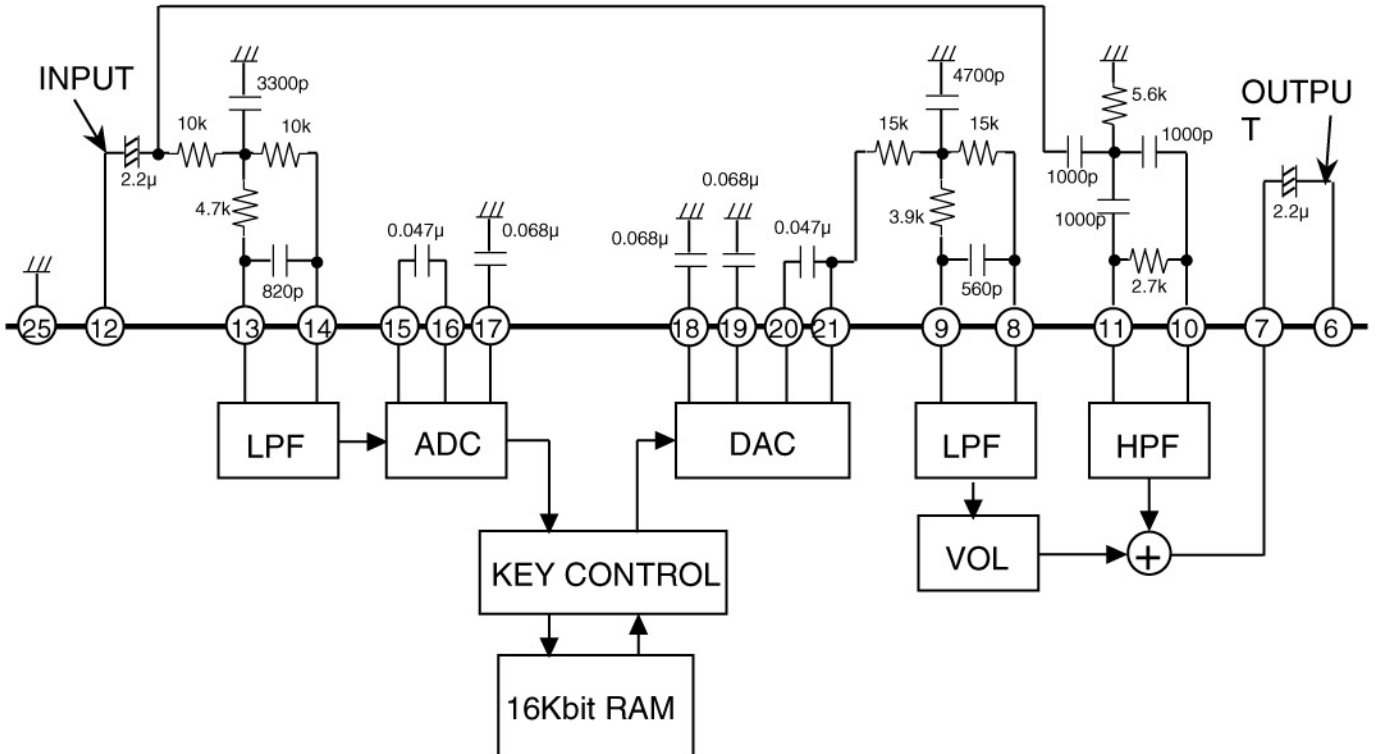 INPUT
3300p
10k
10k
2.2µ
4.7k
820p
0.047µ
0.068µ
0.068µ
0.068µ
0.047µ
4700p
15k
15k
3.9k
560p
5.6k
1000p
1000p
1000p
2.7k
OUTPU
T
2.2µ
25
12
13
14
15
16
17
18
19
20
21
9
8
11
10
7
6
LPF
ADC
DAC
LPF
HPF
KEY CONTROL
VOL
+
16Kbit RAM